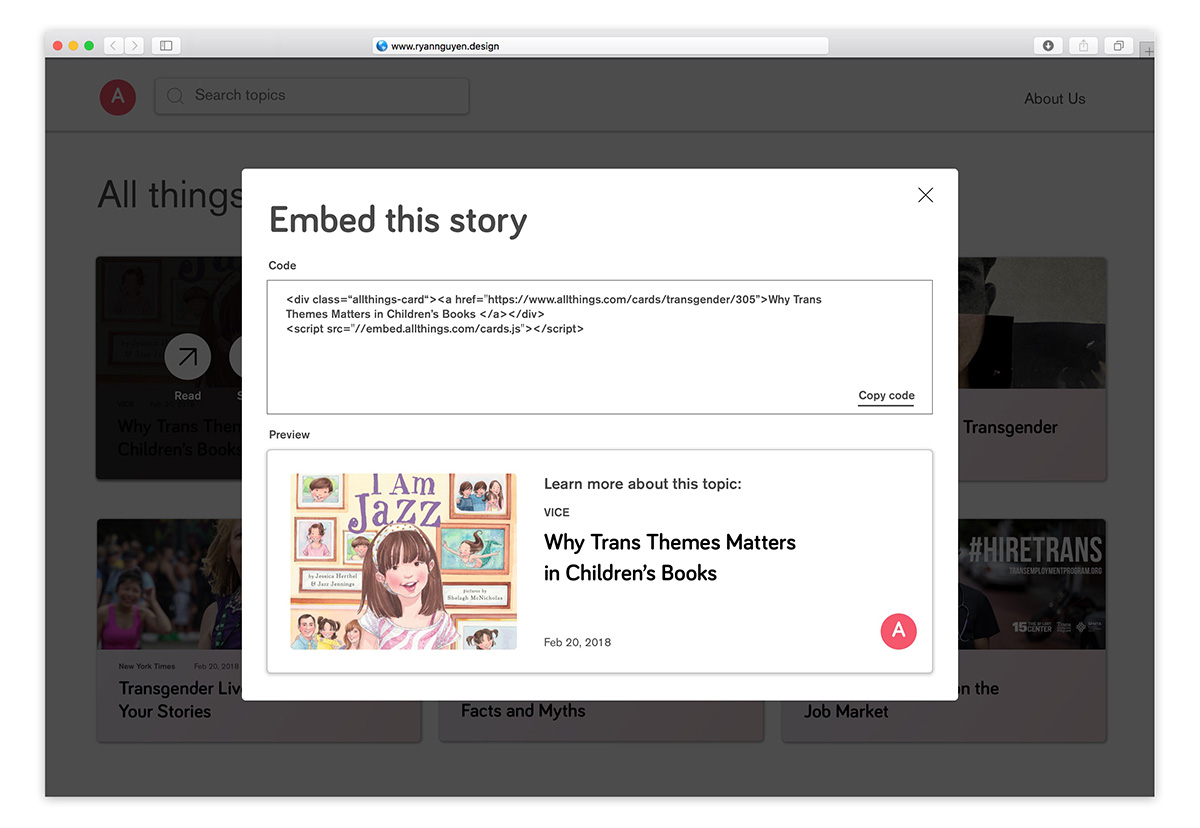 www.ryannguyen.design
A
Search topics
About Us
All things
Embed this story
Code
<div class=“allthings-card“><a href=”https://www.allthings.com/cards/transgender/305”>Why Trans
Themes Matters in Children’s Books </a></div>
<script src=”//embed.allthings.com/cards.js”></script>
Copy code
Preview
I AM
Jazz
by Jessica Herthel
& Jazz Jennings
pictures by
Shelagh McNicholas
Learn more about this topic:
VICE
Why Trans Themes Matters
in Children’s Books
Feb 20, 2018
A
Read
S
VICE Feb 20, 2018
Why Trans Them
Children’s Books
Transgender
New York Times Feb 20, 2018
Transgender Liv
Your Stories
Facts and Myths
#HIRETRANS
TRANSEMPLOYMENTPROGRAM.ORG
n the
Job Market